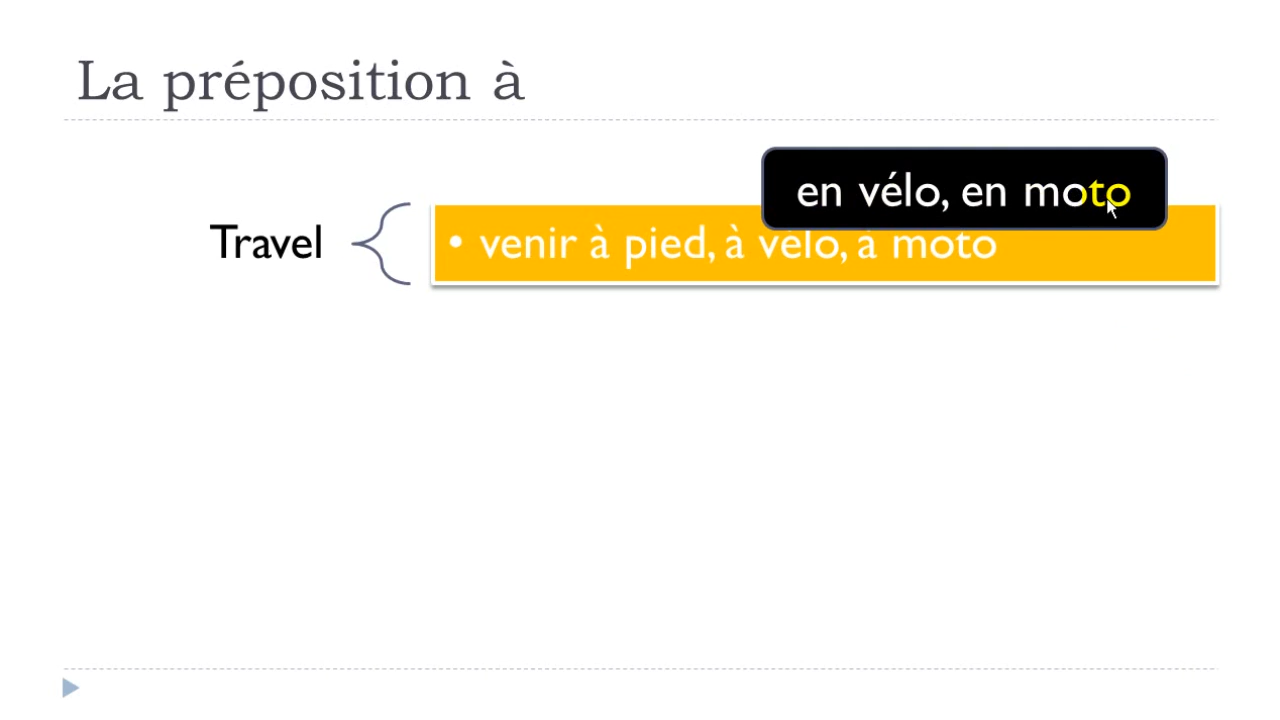 La préposition à
en vélo, en moto
Travel
• venir à pied, à vélo, à moto